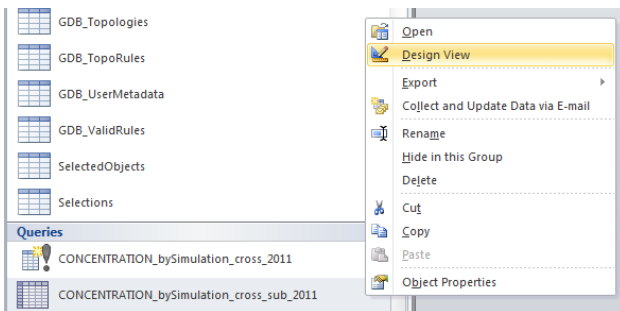 GDB_Topologies
GDB_TopoRules
GDB_UserMetadata
GDB_ValidRules
SelectedObjects
Selections
Queries
CONCENTRATION_bySimulation_cross_2011
CONCENTRATION_bySimulation_cross_sub_2011
Open
Design View
Export
Collect and Update Data via E-mail
Rename
Hide in this Group
Delete
Cut
Copy
Paste
Object Properties